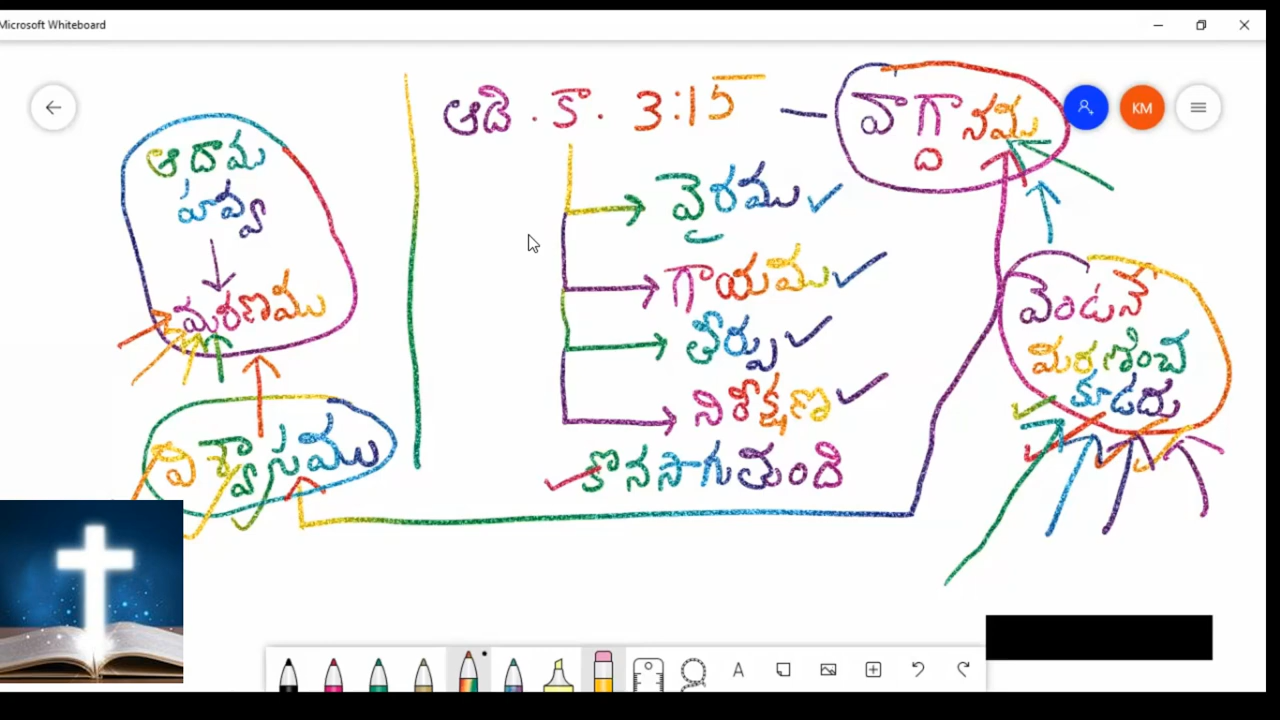 Microsoft Whiteboard
KM
ఆది. కా. 3:15 - వాగ్దానము
ఆదాము
హవ్వ
మరణము
విశ్వాసము
వైరము
గాయము
తీర్పు
నిరీక్షణ
కొనసాగుతుంది
వెంటనే
మరణించ
కూడదు
A